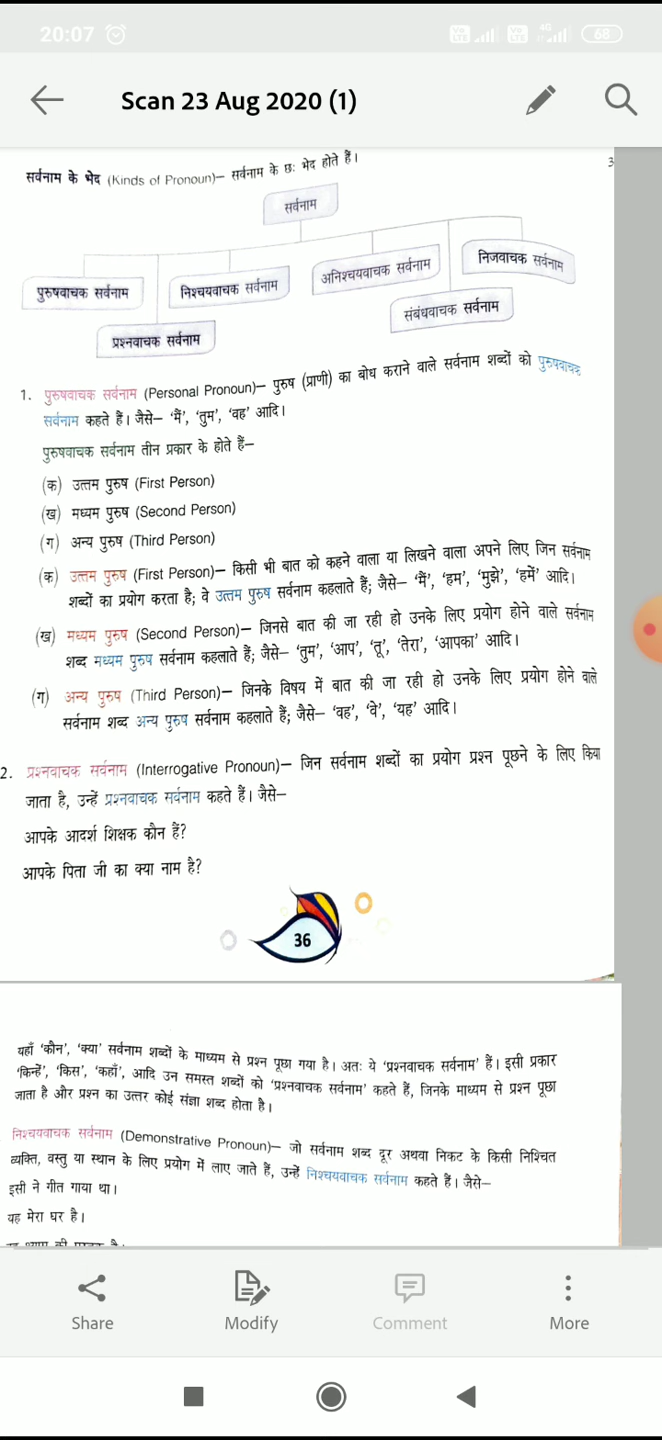 20:07
4G
68
Scan 23 Aug 2020 (1)
सर्वनाम के भेद (Kinds of Pronoun)– सर्वनाम के छः भेद होते हैं।
3
सर्वनाम
पुरुषवाचक सर्वनाम
निश्चयवाचक सर्वनाम
अनिश्चयवाचक सर्वनाम
निजवाचक सर्वनाम
प्रश्नवाचक सर्वनाम
संबंधवाचक सर्वनाम
1. पुरुषवाचक सर्वनाम (Personal Pronoun)– पुरुष (प्राणी) का बोध कराने वाले सर्वनाम शब्दों को पुरुषवाचक
सर्वनाम कहते हैं। जैसे– ‘मैं’, ‘तुम’, ‘वह’ आदि।
पुरुषवाचक सर्वनाम तीन प्रकार के होते हैं–
(क) उत्तम पुरुष (First Person)
(ख) मध्यम पुरुष (Second Person)
(ग) अन्य पुरुष (Third Person)
(क) उत्तम पुरुष (First Person)– किसी भी बात को कहने वाला या लिखने वाला अपने लिए जिन सर्वनाम
शब्दों का प्रयोग करता है; वे उत्तम पुरुष सर्वनाम कहलाते हैं; जैसे– ‘मैं’, ‘हम’, ‘मुझे’, ‘हमें’ आदि।
(ख) मध्यम पुरुष (Second Person)– जिनसे बात की जा रही हो उनके लिए प्रयोग होने वाले सर्वनाम
शब्द मध्यम पुरुष सर्वनाम कहलाते हैं; जैसे– ‘तुम’, ‘आप’, ‘तू’, ‘तेरा’, ‘आपका’ आदि।
(ग) अन्य पुरुष (Third Person)– जिनके विषय में बात की जा रही हो उनके लिए प्रयोग होने वाले
सर्वनाम शब्द अन्य पुरुष सर्वनाम कहलाते हैं; जैसे– ‘वह’, ‘वे’, ‘यह’ आदि।
2. प्रश्नवाचक सर्वनाम (Interrogative Pronoun)– जिन सर्वनाम शब्दों का प्रयोग प्रश्न पूछने के लिए किया
जाता है, उन्हें प्रश्नवाचक सर्वनाम कहते हैं। जैसे–
आपके आदर्श शिक्षक कौन हैं?
आपके पिता जी का क्या नाम है?
36
यहाँ ‘कौन’, ‘क्या’ सर्वनाम शब्दों के माध्यम से प्रश्न पूछा गया है। अतः ये ‘प्रश्नवाचक सर्वनाम’ हैं। इसी प्रकार
‘किन्हें’, ‘किस’, ‘कहाँ’, आदि उन समस्त शब्दों को ‘प्रश्नवाचक सर्वनाम’ कहते हैं, जिनके माध्यम से प्रश्न पूछा
जाता है और प्रश्न का उत्तर कोई संज्ञा शब्द होता है।
निश्चयवाचक सर्वनाम (Demonstrative Pronoun)– जो सर्वनाम शब्द दूर अथवा निकट के किसी निश्चित
व्यक्ति, वस्तु या स्थान के लिए प्रयोग में लाए जाते हैं, उन्हें निश्चयवाचक सर्वनाम कहते हैं। जैसे–
इसी ने गीत गाया था।
यह मेरा घर है।
Share
Modify
Comment
More